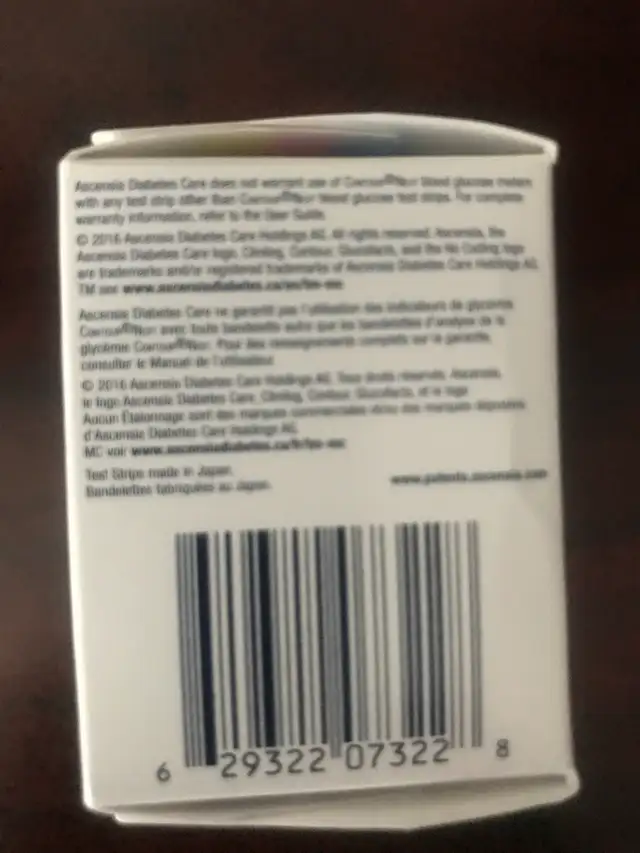 Ascensia Diabetes Care does not warrant use of Contour®Next blood glucose meters
with any test strip other than Contour®Next blood glucose test strips. For complete
warranty information, refer to the User Guide.
© 2016 Ascensia Diabetes Care Holdings AG. All rights reserved. Ascensia, the
Ascensia Diabetes Care logo, Clinilog, Contour, Glucofacts, and the No Coding logo
are trademarks and/or registered trademarks of Ascensia Diabetes Care Holdings AG.
TM see www.ascensiadiabetes.ca/en/tm-mc
Ascensia Diabetes Care ne garantit pas l'utilisation des indicateurs de glycémie
Contour®Next avec toute bandelette autre que les bandelettes d'analyse de la
glycémie Contour®Next. Pour des renseignements complets sur la garantie,
consulter le Manuel de l'utilisateur.
© 2016 Ascensia Diabetes Care Holdings AG. Tous droits réservés. Ascensia,
le logo Ascensia Diabetes Care, Clinilog, Contour, Glucofacts, et le logo
Aucun Étalonnage sont des marques commerciales et/ou des marques déposées
d'Ascensia Diabetes Care Holdings AG.
MC voir www.ascensiadiabetes.ca/fr/tm-mc
Test Strips made in Japan.
Bandelettes fabriquées au Japon.
www.patents.ascensia.com
6 29322 07322 8